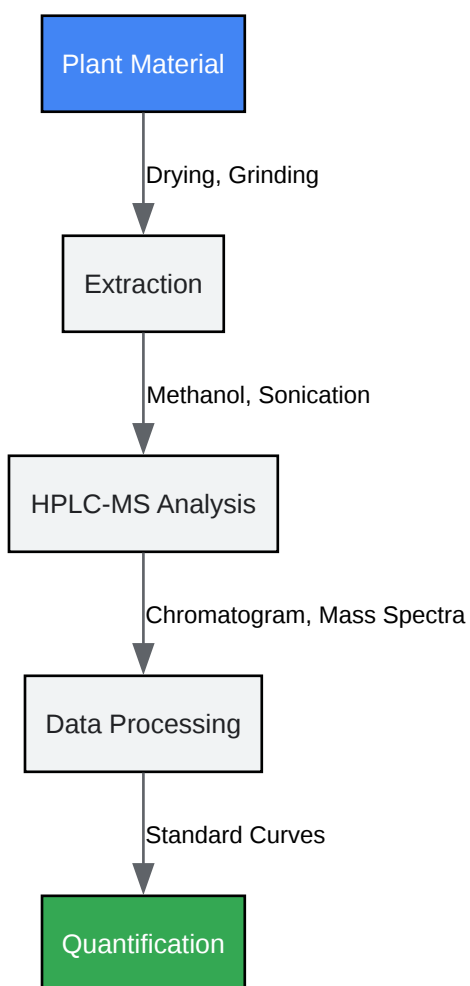 Plant Material
Drying, Grinding
Extraction
Methanol, Sonication
HPLC-MS Analysis
Chromatogram, Mass Spectra
Data Processing
Standard Curves
Quantification